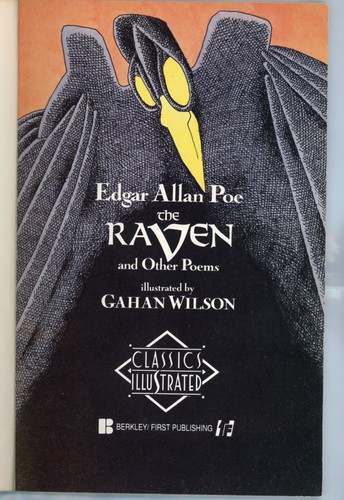 Edgar Allan Poe
the
RAVEN
and Other Poems
illustrated by
GAHAN WILSON
CLASSICS
ILLUSTRATED
BERKLEY/FIRST PUBLISHING